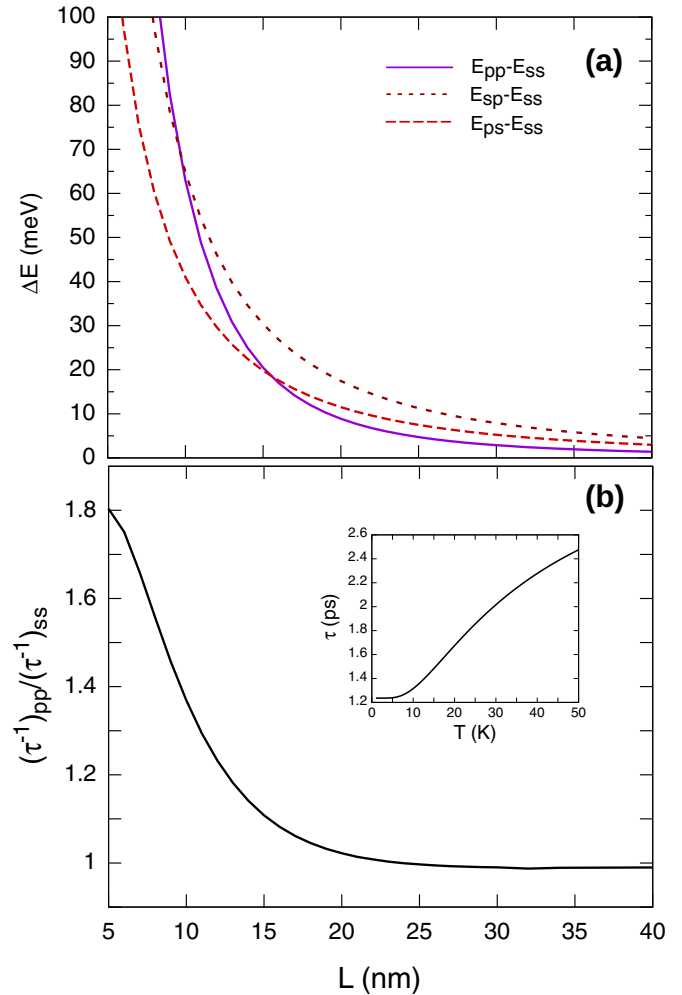 100
90
80
70
60
50
40
30
20
10
0
ΔE (meV)
(a)
Epp-Ess
Esp-Ess
Eps-Ess
(b)
1.8
1.6
1.4
1.2
1
(τ⁻¹)pp/(τ⁻¹)ss
2.6
2.4
2.2
2
1.8
1.6
1.4
1.2
τ (ps)
0 10 20 30 40 50
T (K)
5 10 15 20 25 30 35 40
L (nm)